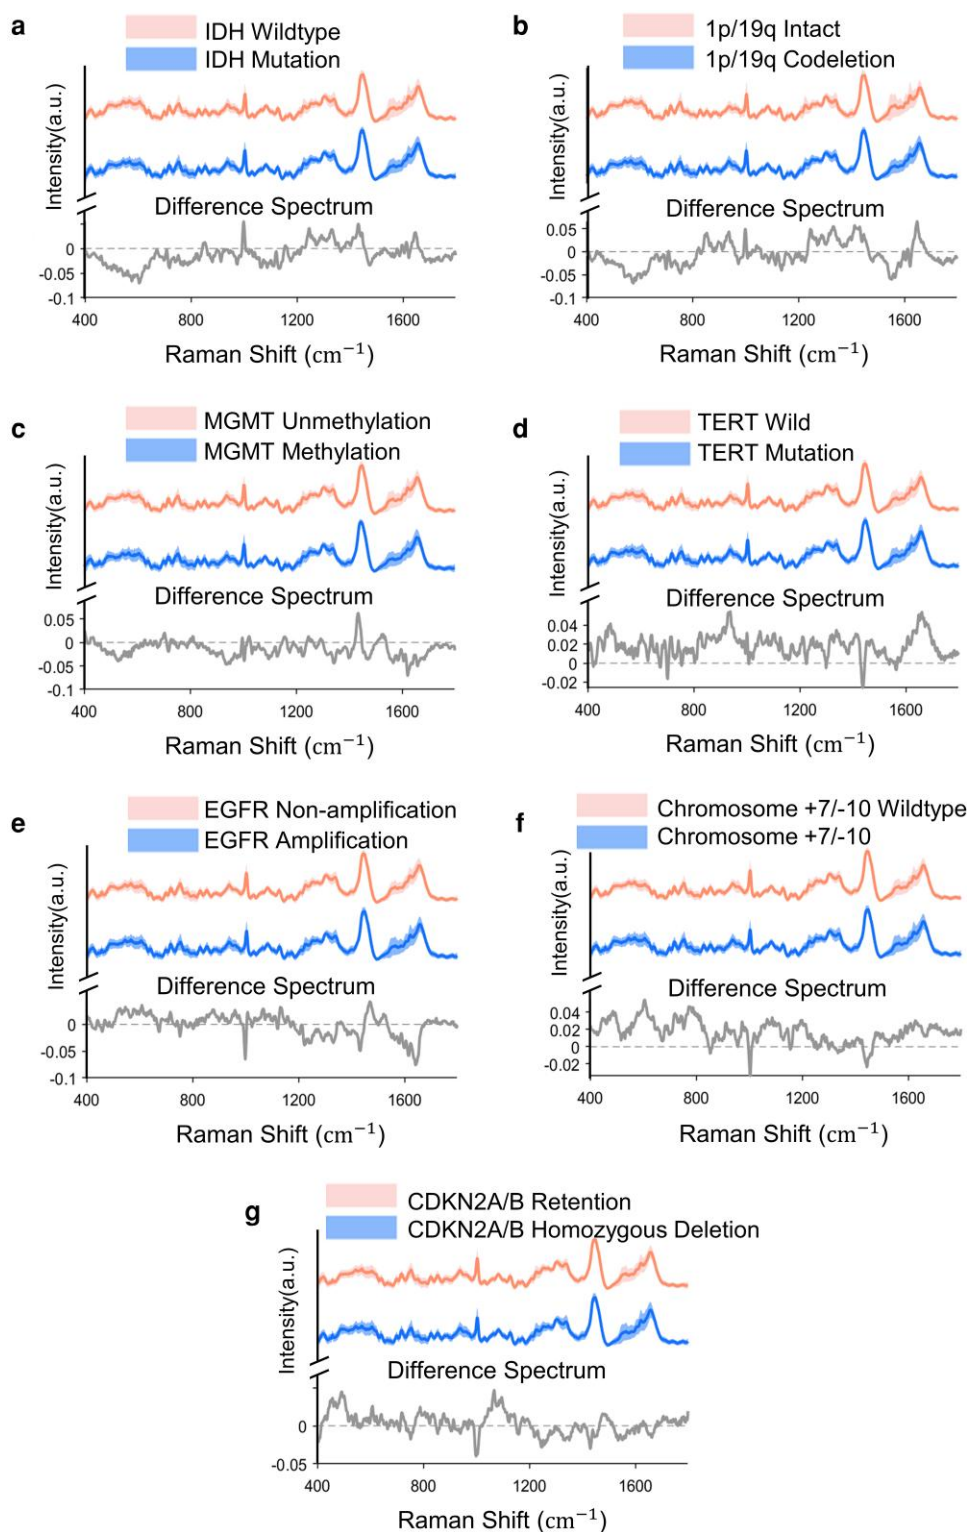 a
IDH Wildtype
IDH Mutation
Intensity(a.u.)
Difference Spectrum
0
-0.05
-0.1
400 800 1200 1600
Raman Shift (cm⁻¹)
b
1p/19q Intact
1p/19q Codeletion
Intensity(a.u.)
Difference Spectrum
0.05
0
-0.05
-0.1
400 800 1200 1600
Raman Shift (cm⁻¹)
c
MGMT Unmethylation
MGMT Methylation
Intensity(a.u.)
Difference Spectrum
0.05
0
-0.05
-0.1
400 800 1200 1600
Raman Shift (cm⁻¹)
d
TERT Wild
TERT Mutation
Intensity(a.u.)
Difference Spectrum
0.04
0.02
0
-0.02
400 800 1200 1600
Raman Shift (cm⁻¹)
e
EGFR Non-amplification
EGFR Amplification
Intensity(a.u.)
Difference Spectrum
0
-0.05
-0.1
400 800 1200 1600
Raman Shift (cm⁻¹)
f
Chromosome +7/-10 Wildtype
Chromosome +7/-10
Intensity(a.u.)
Difference Spectrum
0.04
0.02
0
-0.02
400 800 1200 1600
Raman Shift (cm⁻¹)
g
CDKN2A/B Retention
CDKN2A/B Homozygous Deletion
Intensity(a.u.)
Difference Spectrum
0
-0.05
400 800 1200 1600
Raman Shift (cm⁻¹)